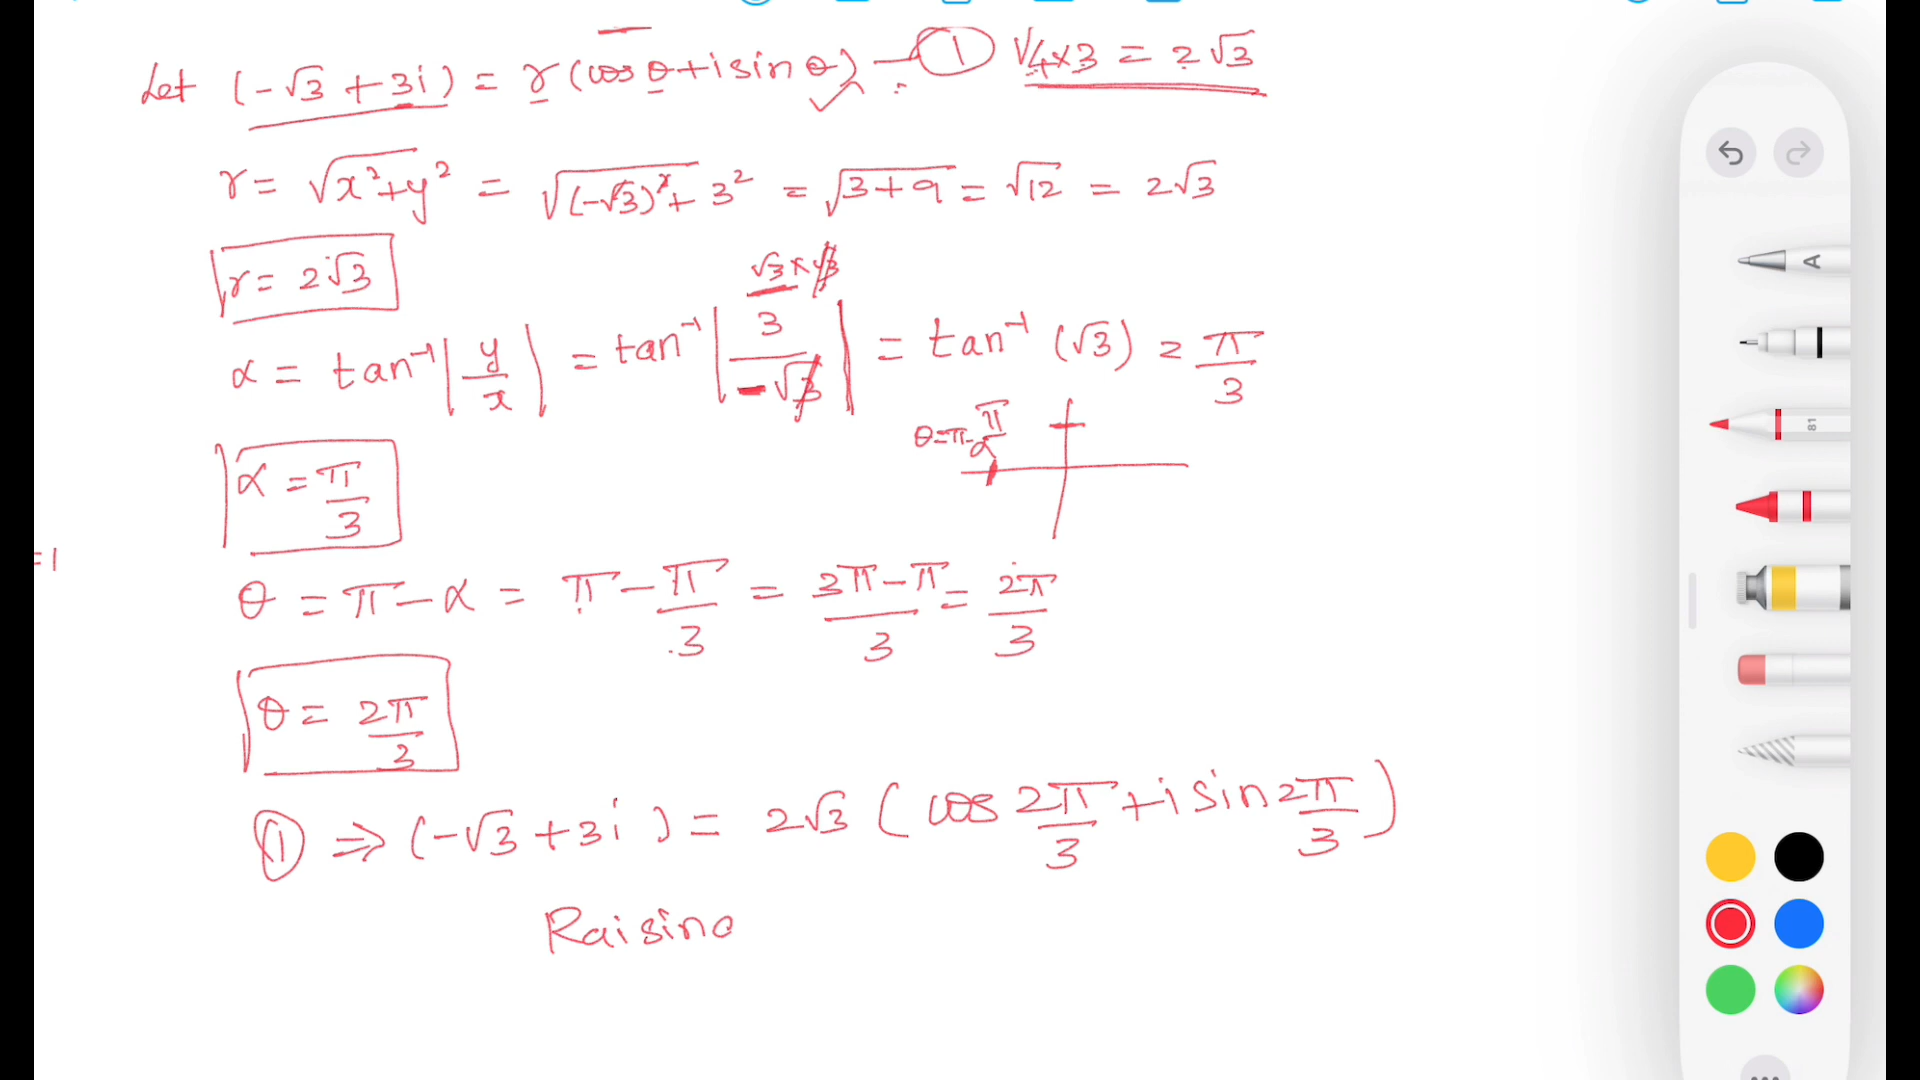 Let (-√3 + 3i) = r (cos θ + i sin θ) — ① √4×3 = 2√3
r = √x²+y² = √(-√3)² + 3² = √3+9 = √12 = 2√3
r = 2√3
√3 × √3
α = tan⁻¹ |y/x| = tan⁻¹ |3/-√3| = tan⁻¹ (√3) = π/3
θ=π-α π
α = π/3
=1
θ = π - α = π - π/3 = 3π-π/3 = 2π/3
θ = 2π/3
① ⇒ (-√3 + 3i) = 2√3 (cos 2π/3 + i sin 2π/3)
Raising
A
81